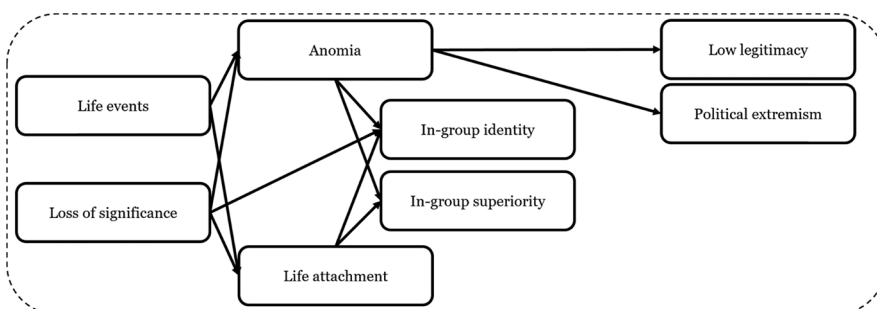 Anomia
Low legitimacy
Life events
Political extremism
In-group identity
Loss of significance
In-group superiority
Life attachment